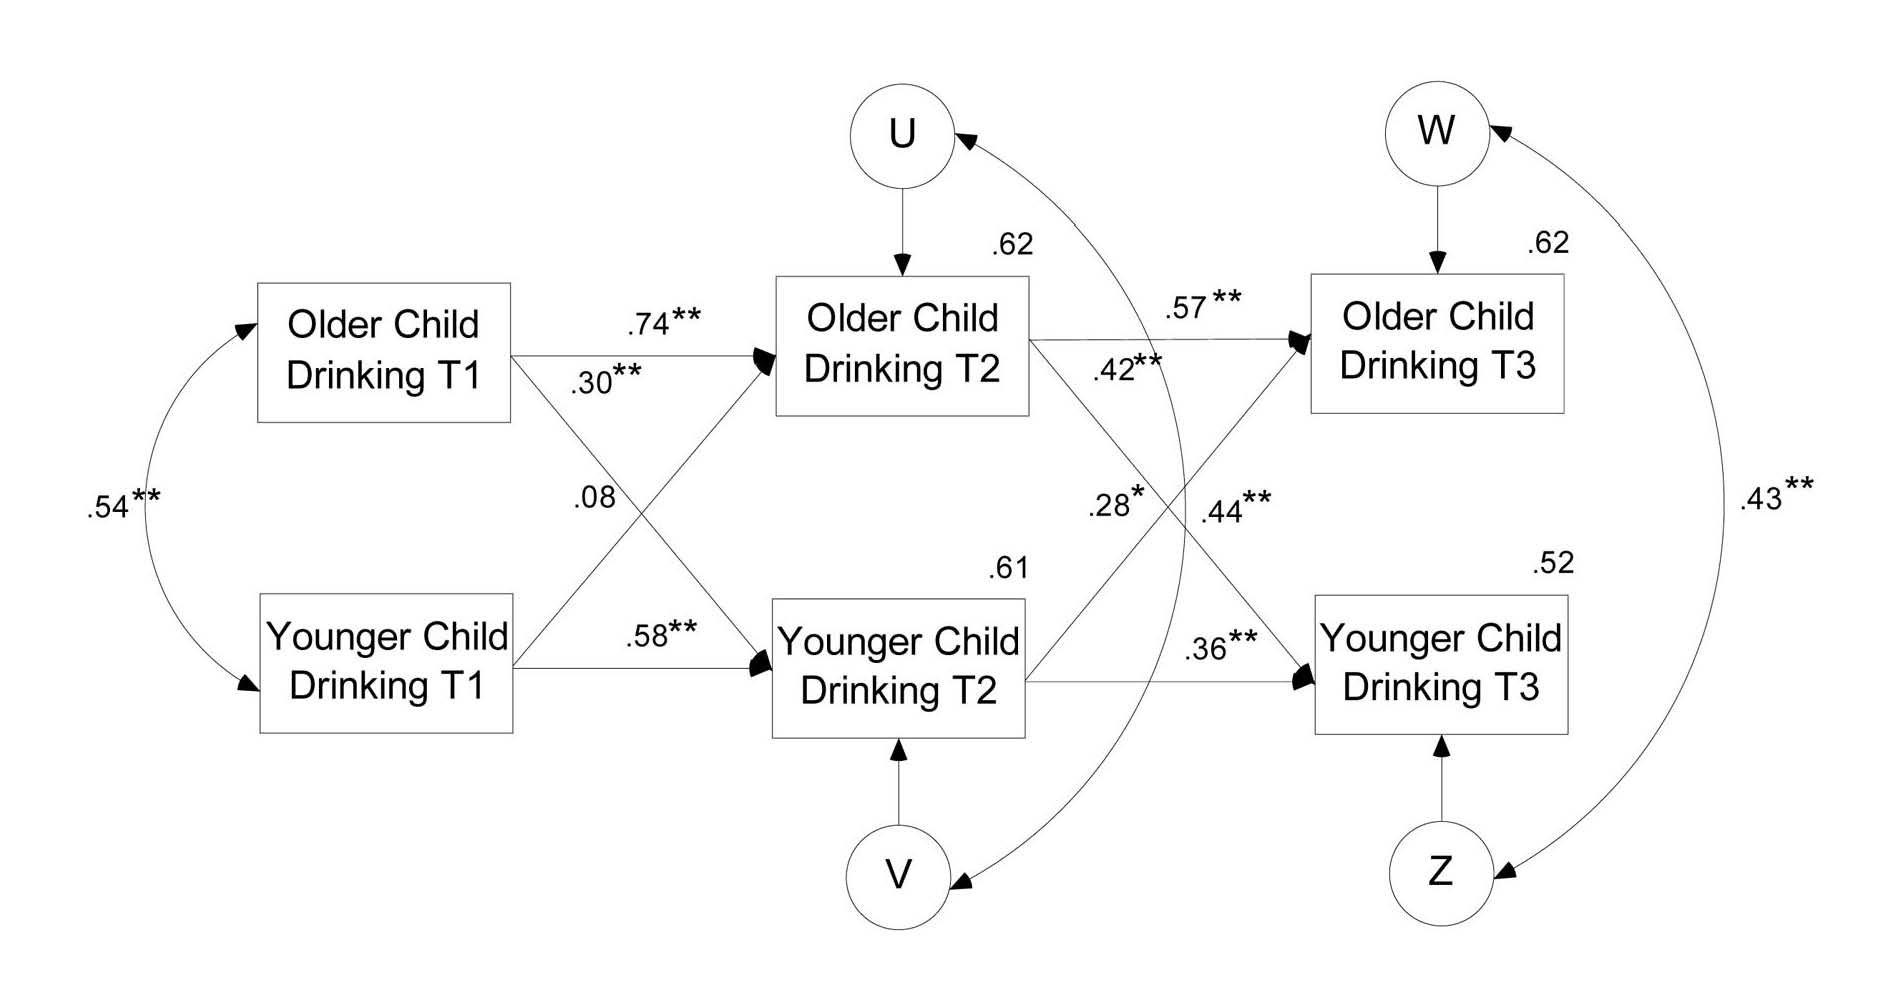 U
W
.62
.62
Older Child
Drinking T1
.74**
.30**
Older Child
Drinking T2
.57**
.42**
Older Child
Drinking T3
.54**
.08
.28*
.44**
.43**
.61
.52
Younger Child
Drinking T1
.58**
Younger Child
Drinking T2
.36**
Younger Child
Drinking T3
V
Z